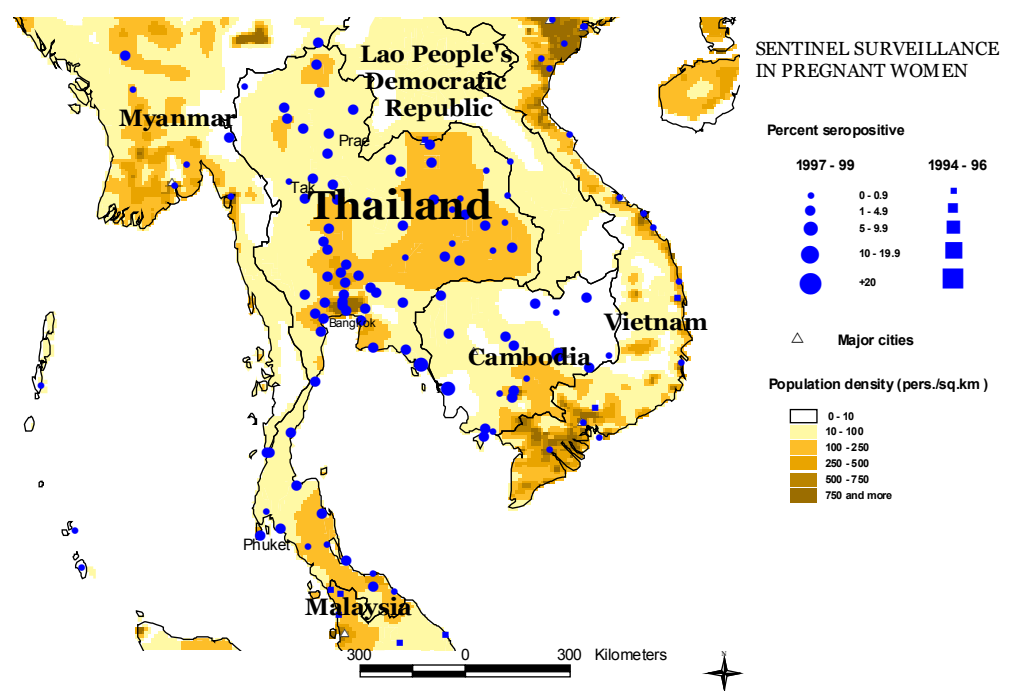 SENTINEL SURVEILLANCE
IN PREGNANT WOMEN
Lao People's
Democratic
Republic
Myanmar
Prae
Tak
Thailand
Bangkok
Vietnam
Cambodia
Phuket
Malaysia
Percent seropositive
1997 - 99 1994 - 96
0 - 0.9
1 - 4.9
5 - 9.9
10 - 19.9
+20
Major cities
Population density (pers./sq.km )
0 - 10
10 - 100
100 - 250
250 - 500
500 - 750
750 and more
300 0 300 Kilometers
N